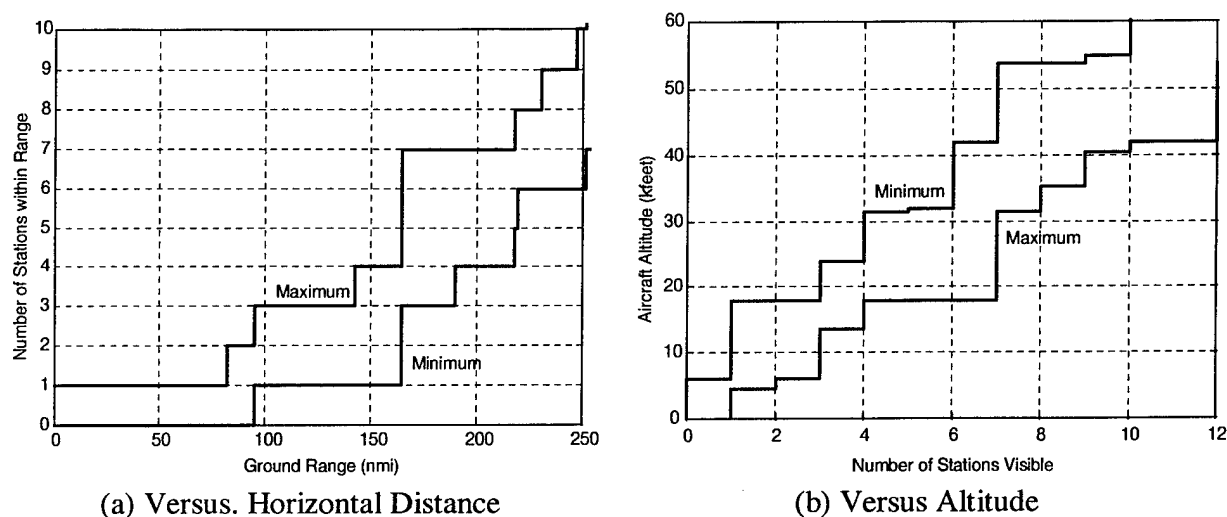 Number of Stations within Range
10
9
8
7
6
5
4
3
2
1
0
Maximum
Minimum
0 50 100 150 200 250
Ground Range (nmi)
(a) Versus. Horizontal Distance
Aircraft Altitude (kfeet)
60
50
40
30
20
10
0
Minimum
Maximum
0 2 4 6 8 10 12
Number of Stations Visible
(b) Versus Altitude